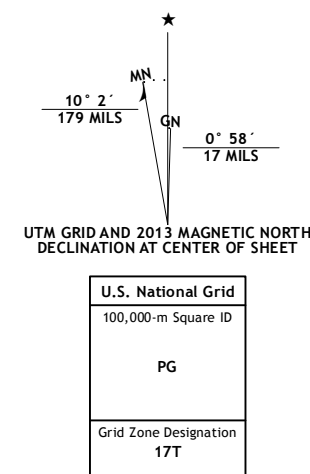 ★
MN
GN
10° 2´
179 MILS
0° 58´
17 MILS
UTM GRID AND 2013 MAGNETIC NORTH
DECLINATION AT CENTER OF SHEET
U.S. National Grid
100,000-m Square ID
PG
Grid Zone Designation
17T